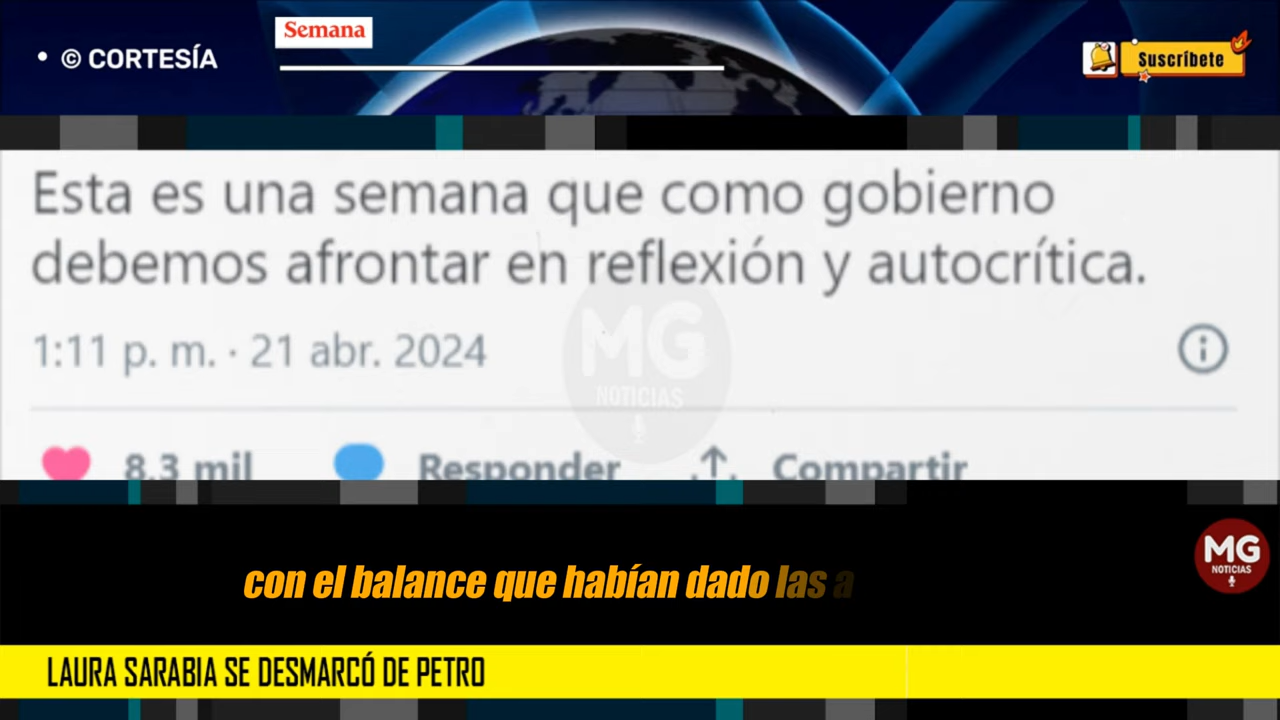 Semana
• © CORTESÍA
Suscríbete
Esta es una semana que como gobierno
debemos afrontar en reflexión y autocrítica.
1:11 p. m. · 21 abr. 2024
MG
NOTICIAS
8,3 mil Responder Compartir
con el balance que habían dado las a
MG
NOTICIAS
LAURA SARABIA SE DESMARCÓ DE PETRO